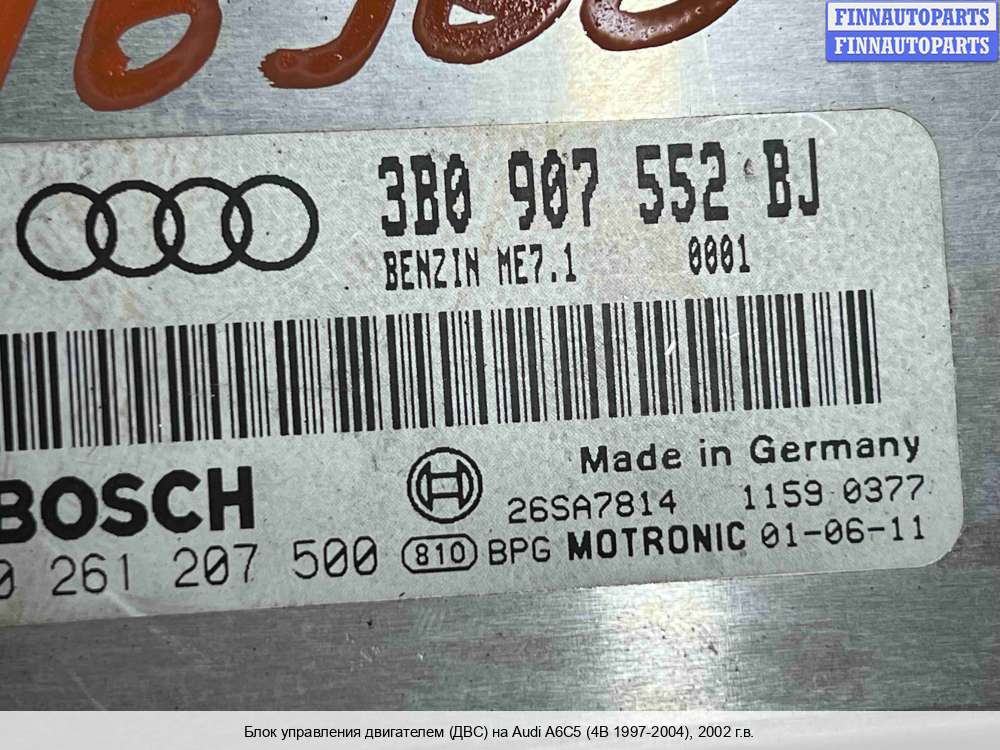 FINNAUTOPARTS
FINNAUTOPARTS
3B0 907 552 BJ
BENZIN ME7.1 0001
Made in Germany
BOSCH
26SA7814 1159 0377
0 261 207 500 810 BPG MOTRONIC 01-06-11
Блок управления двигателем (ДВС) на Audi A6C5 (4B 1997-2004), 2002 г.в.